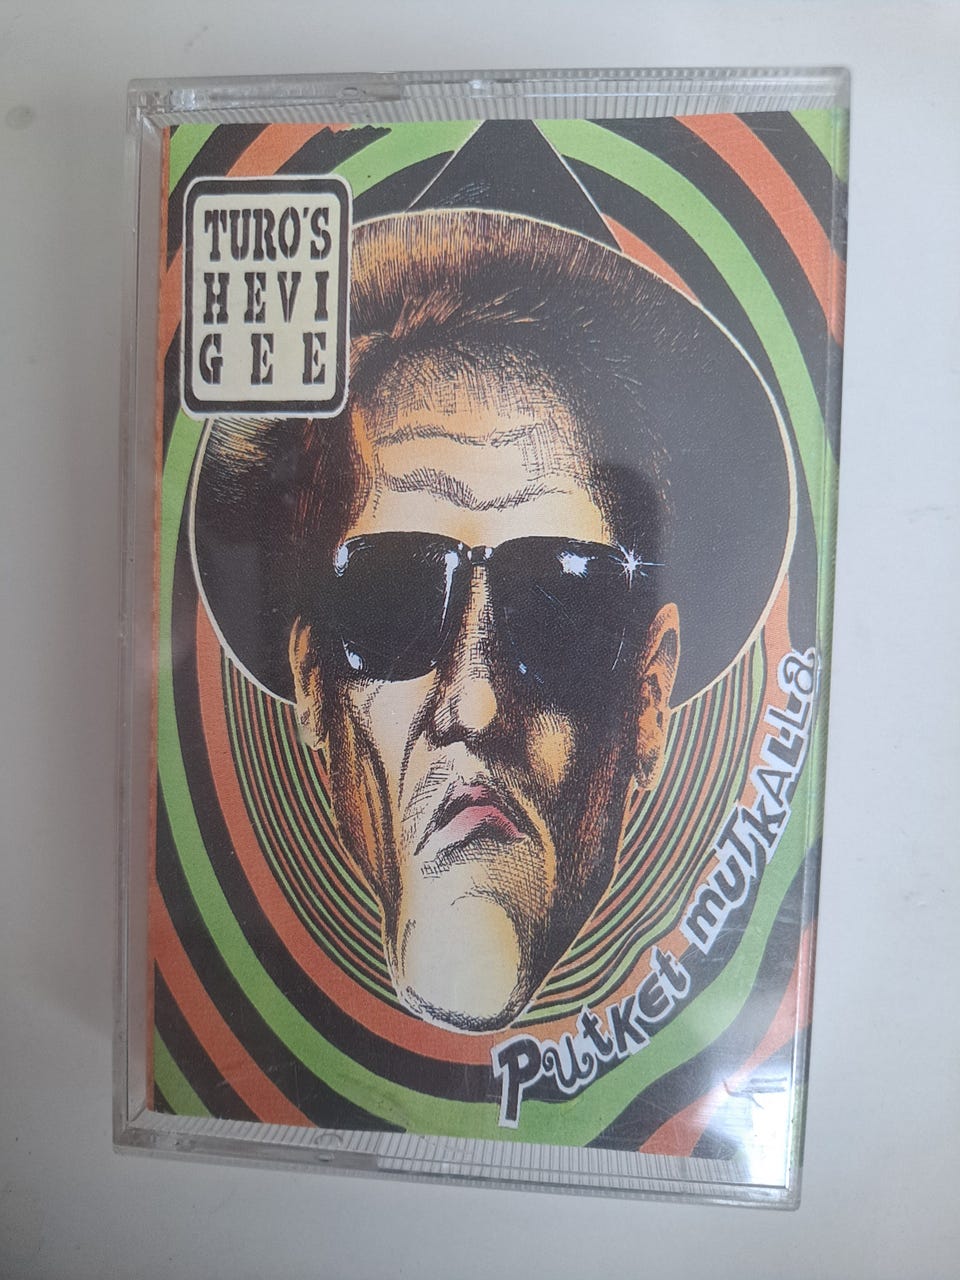 TURO'S
HEVI
GEE
PUtKEt muTkALLa